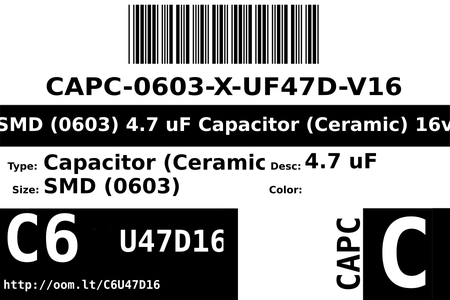 CAPC-0603-X-UF47D-V16
SMD (0603) 4.7 uF Capacitor (Ceramic) 16v
Type: Capacitor (Ceramic Desc: 4.7 uF
Size: SMD (0603) Color:
C6 U47D16
http://oom.lt/C6U47D16
CAPC C